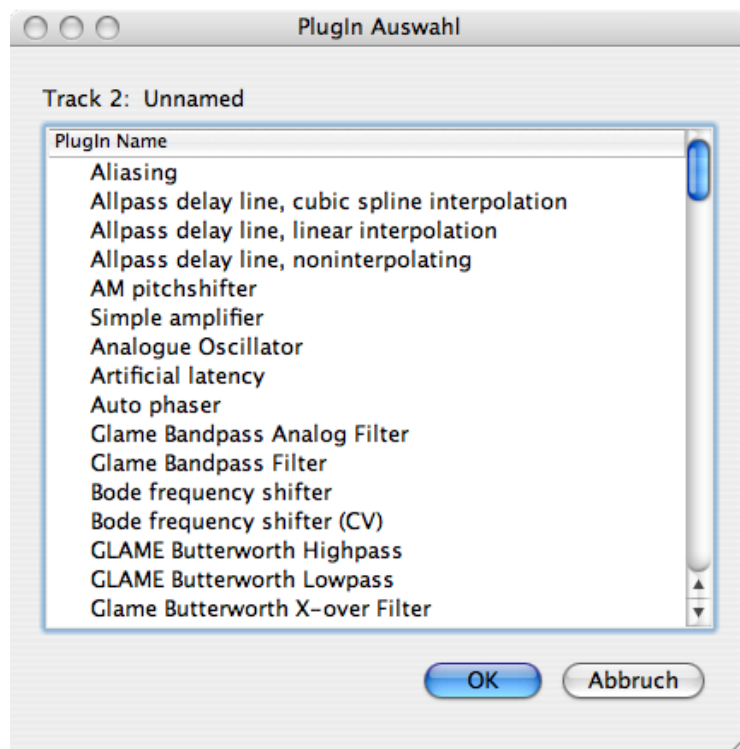 PlugIn Auswahl
Track 2: Unnamed
PlugIn Name
Aliasing
Allpass delay line, cubic spline interpolation
Allpass delay line, linear interpolation
Allpass delay line, noninterpolating
AM pitchshifter
Simple amplifier
Analogue Oscillator
Artificial latency
Auto phaser
Glame Bandpass Analog Filter
Glame Bandpass Filter
Bode frequency shifter
Bode frequency shifter (CV)
GLAME Butterworth Highpass
GLAME Butterworth Lowpass
Glame Butterworth X-over Filter
OK Abbruch